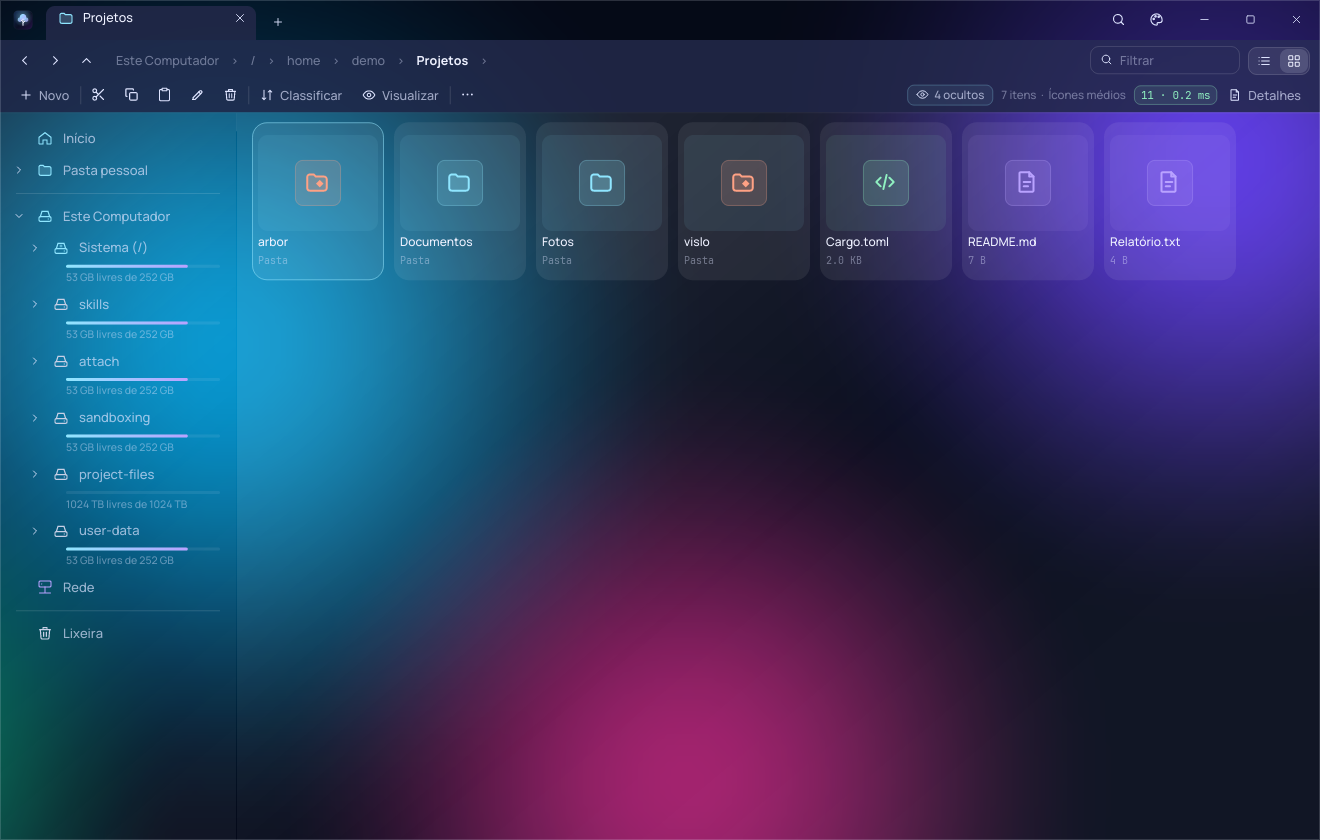 Projetos
Este Computador › / › home › demo › Projetos ›
Filtrar
Novo
Classificar
Visualizar
4 ocultos
7 itens · Ícones médios
11 · 0.2 ms
Detalhes
Início
Pasta pessoal
Este Computador
Sistema (/)
53 GB livres de 252 GB
skills
53 GB livres de 252 GB
attach
53 GB livres de 252 GB
sandboxing
53 GB livres de 252 GB
project-files
1024 TB livres de 1024 TB
user-data
53 GB livres de 252 GB
Rede
Lixeira
arbor
Pasta
Documentos
Pasta
Fotos
Pasta
vislo
Pasta
Cargo.toml
2.0 KB
README.md
7 B
Relatório.txt
4 B